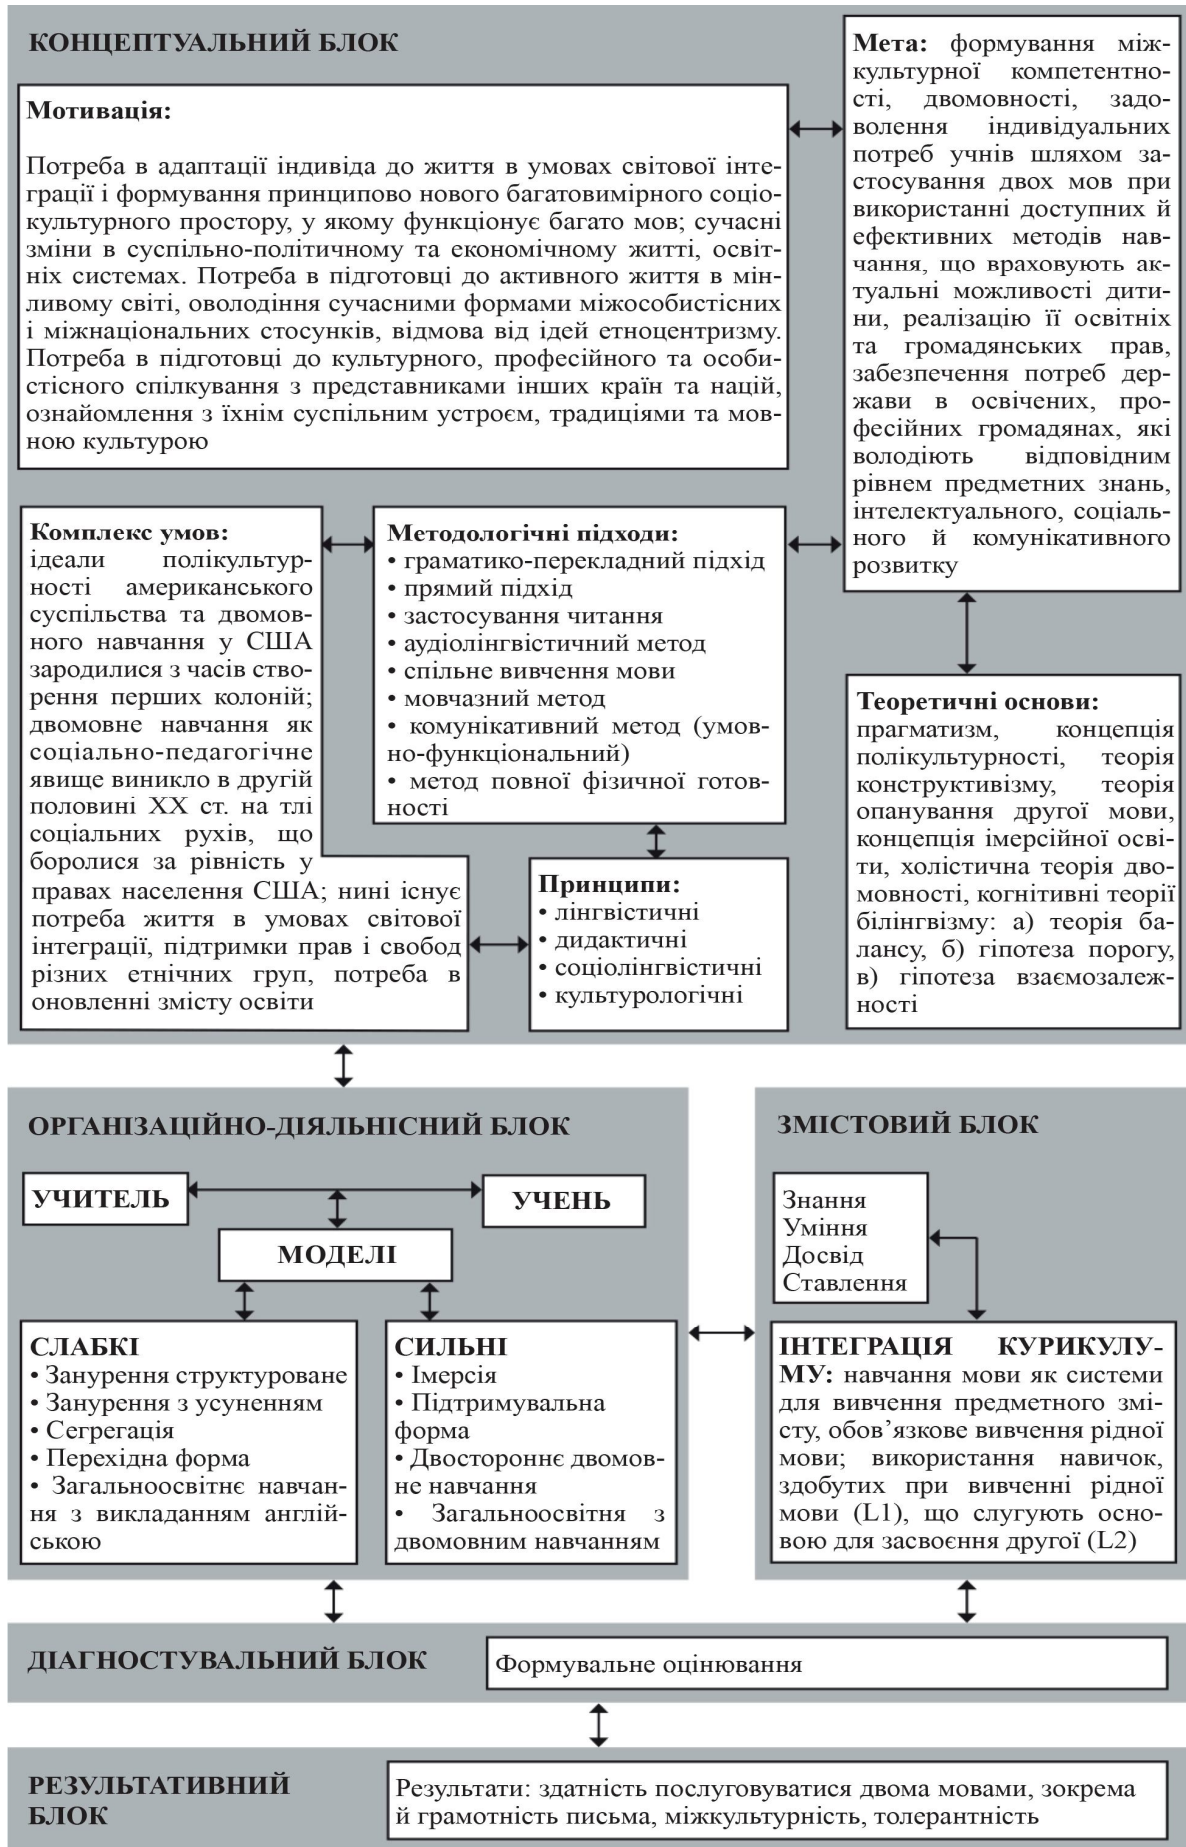 КОНЦЕПТУАЛЬНИЙ БЛОК
Мотивація:
Потреба в адаптації індивіда до життя в умовах світової інте-
грації і формування принципово нового багатовимірного соціо-
культурного простору, у якому функціонує багато мов; сучасні
зміни в суспільно-політичному та економічному житті, освіт-
ніх системах. Потреба в підготовці до активного життя в мін-
ливому світі, оволодіння сучасними формами міжособистісних
і міжнаціональних стосунків, відмова від ідей етноцентризму.
Потреба в підготовці до культурного, професійного та особи-
стісного спілкування з представниками інших країн та націй,
ознайомлення з їхнім суспільним устроєм, традиціями та мов-
ною культурою
Мета: формування між-
культурної компетентно-
сті, двомовності, задо-
волення індивідуальних
потреб учнів шляхом за-
стосування двох мов при
використанні доступних й
ефективних методів нав-
чання, що враховують ак-
туальні можливості дити-
ни, реалізацію її освітніх
та громадянських прав,
забезпечення потреб дер-
жави в освічених, про-
фесійних громадянах, які
володіють відповідним
рівнем предметних знань,
інтелектуального, соціаль-
ного й комунікативного
розвитку
Комплекс умов:
ідеали полікультур-
ності американського
суспільства та двомов-
ного навчання у США
зародилися з часів ство-
рення перших колоній;
двомовне навчання як
соціально-педагогічне
явище виникло в другій
половині XX ст. на тлі
соціальних рухів, що
боролися за рівність у
правах населення США; нині існує
потреба життя в умовах світової
інтеграції, підтримки прав і свобод
різних етнічних груп, потреба в
оновленні змісту освіти
Методологічні підходи:
• граматико-перекладний підхід
• прямий підхід
• застосування читання
• аудіолінгвістичний метод
• спільне вивчення мови
• мовчазний метод
• комунікативний метод (умов-
но-функціональний)
• метод повної фізичної готов-
ності
Принципи:
• лінгвістичні
• дидактичні
• соціолінгвістичні
• культурологічні
Теоретичні основи:
прагматизм, концепція
полікультурності, теорія
конструктивізму, теорія
опанування другої мови,
концепція імерсійної осві-
ти, холістична теорія дво-
мовності, когнітивні теорії
білінгвізму: а) теорія ба-
лансу, б) гіпотеза порогу,
в) гіпотеза взаємозалеж-
ності
ОРГАНІЗАЦІЙНО-ДІЯЛЬНІСНИЙ БЛОК
УЧИТЕЛЬ
УЧЕНЬ
МОДЕЛІ
СЛАБКІ
• Занурення структуроване
• Занурення з усуненням
• Сегрегація
• Перехідна форма
• Загальноосвітнє навчан-
ня з викладанням англій-
ською
СИЛЬНІ
• Імерсія
• Підтримувальна
форма
• Двостороннє двомов-
не навчання
• Загальноосвітня з
двомовним навчанням
ЗМІСТОВИЙ БЛОК
Знання
Уміння
Досвід
Ставлення
ІНТЕГРАЦІЯ КУРИКУЛУ-
МУ: навчання мови як системи
для вивчення предметного змі-
сту, обов’язкове вивчення рідної
мови; використання навичок,
здобутих при вивченні рідної
мови (L1), що слугують осно-
вою для засвоєння другої (L2)
ДІАГНОСТУВАЛЬНИЙ БЛОК
Формувальне оцінювання
РЕЗУЛЬТАТИВНИЙ
БЛОК
Результати: здатність послуговуватися двома мовами, зокрема
й грамотність письма, міжкультурність, толерантність